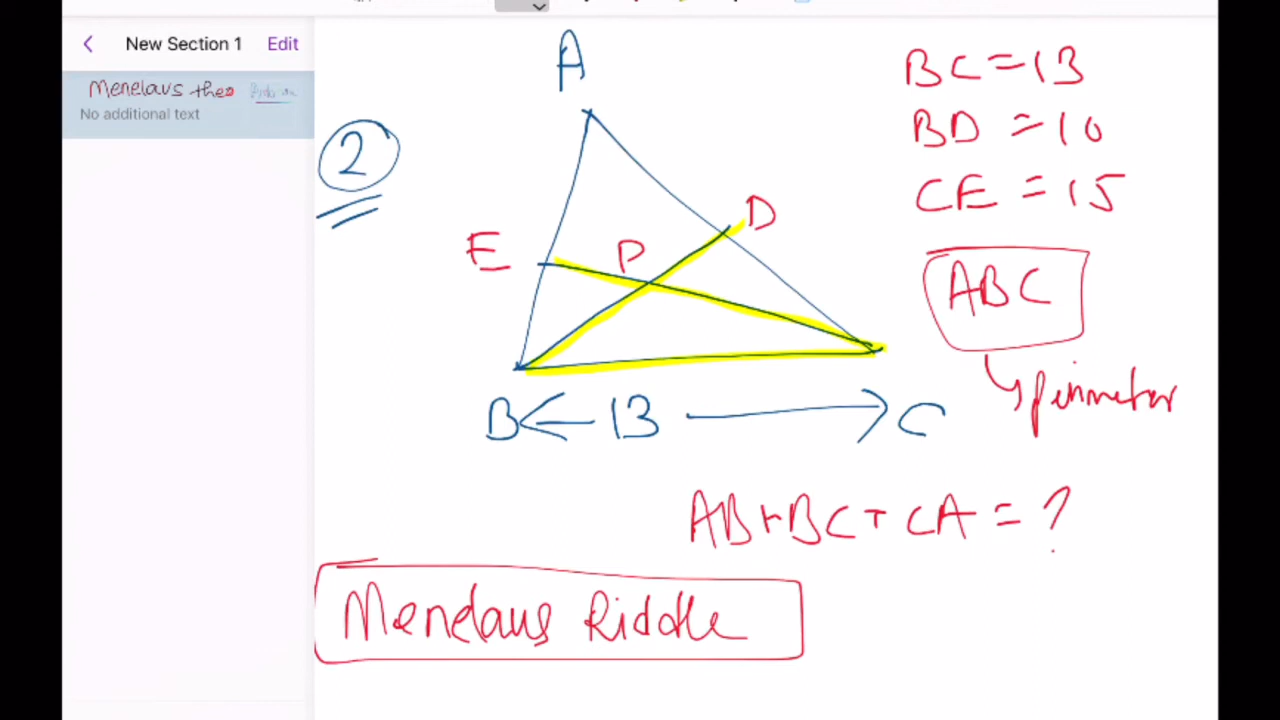 New Section 1 Edit
Menelaus theo
No additional text
2
A
BC=13
BD = 10
CE = 15
E P D
ABC
perimeter
B 13 C
AB+BC+CA = ?
Menelaus Riddle